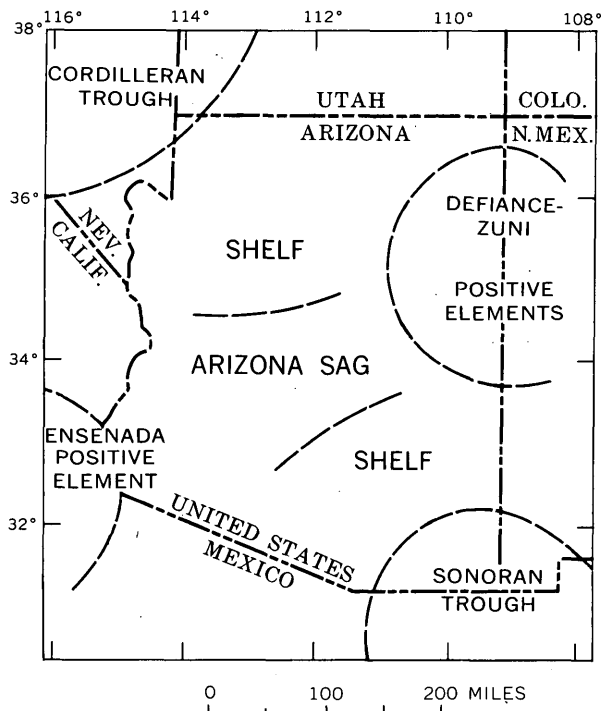 116° 114° 112° 110° 108°
38°
CORDILLERAN
TROUGH
UTAH COLO.
ARIZONA N.MEX.
36°
NEV.
CALIF.
DEFIANCE-
ZUNI
SHELF
POSITIVE
ELEMENTS
34°
ARIZONA SAG
ENSENADA
POSITIVE
ELEMENT
SHELF
32°
UNITED STATES
MEXICO
SONORAN
TROUGH
0 100 200 MILES